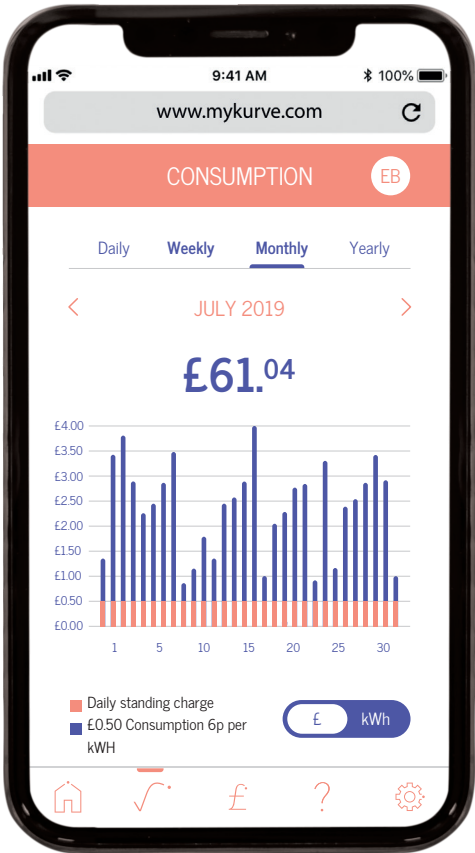 9:41 AM 100%
www.mykurve.com
CONSUMPTION EB
Daily Weekly Monthly Yearly
JULY 2019
£61.04
£4.00
£3.50
£3.00
£2.50
£2.00
£1.50
£1.00
£0.50
£0.00
1 5 10 15 20 25 30
Daily standing charge
£0.50 Consumption 6p per
kWH
£ kWh
£ ?